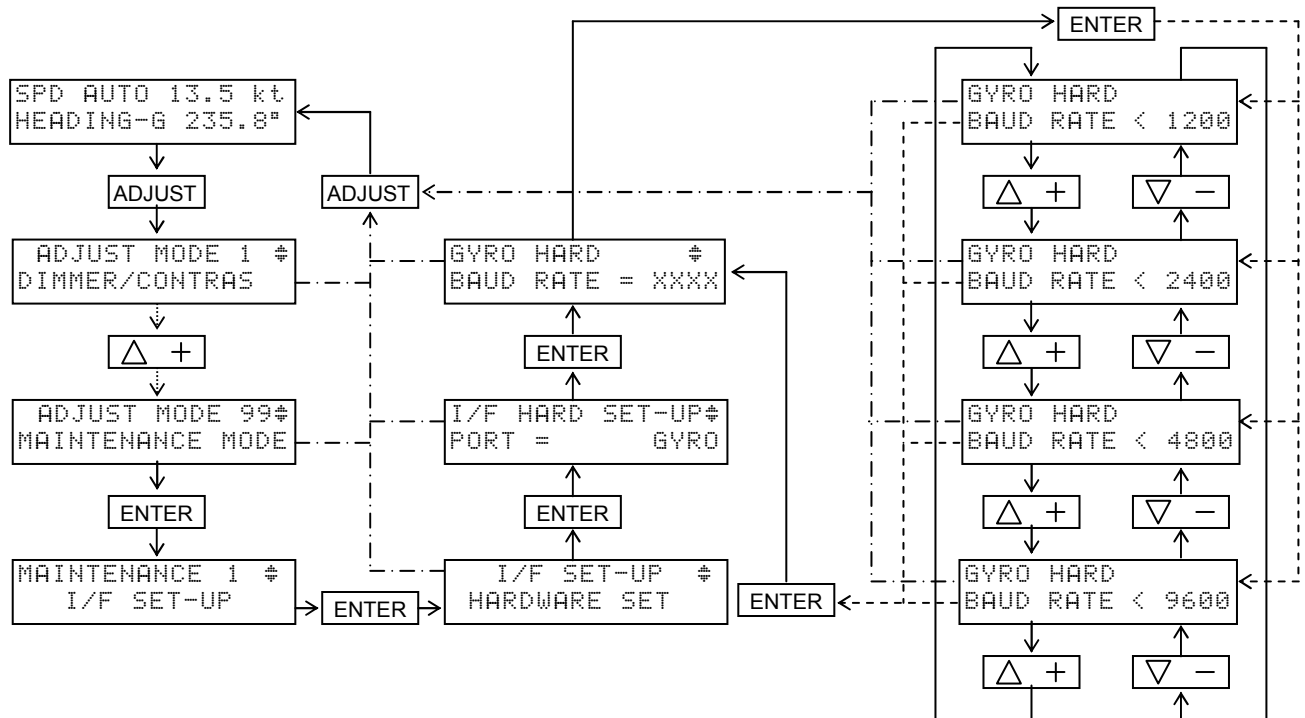 SPD AUTO 13.5 kt
HEADING-G 235.8°
ADJUST
ADJUST MODE 1 ≑
DIMMER/CONTRAS
△ +
ADJUST MODE 99≑
MAINTENANCE MODE
ENTER
MAINTENANCE 1 ≑
I/F SET-UP
ENTER
I/F SET-UP ≑
HARDWARE SET
ENTER
I/F HARD SET-UP≑
PORT = GYRO
ENTER
GYRO HARD ≑
BAUD RATE = XXXX
ADJUST
ENTER
ENTER
GYRO HARD
BAUD RATE < 1200
△ +
▽ −
GYRO HARD
BAUD RATE < 2400
△ +
▽ −
GYRO HARD
BAUD RATE < 4800
△ +
▽ −
GYRO HARD
BAUD RATE < 9600
△ +
▽ −